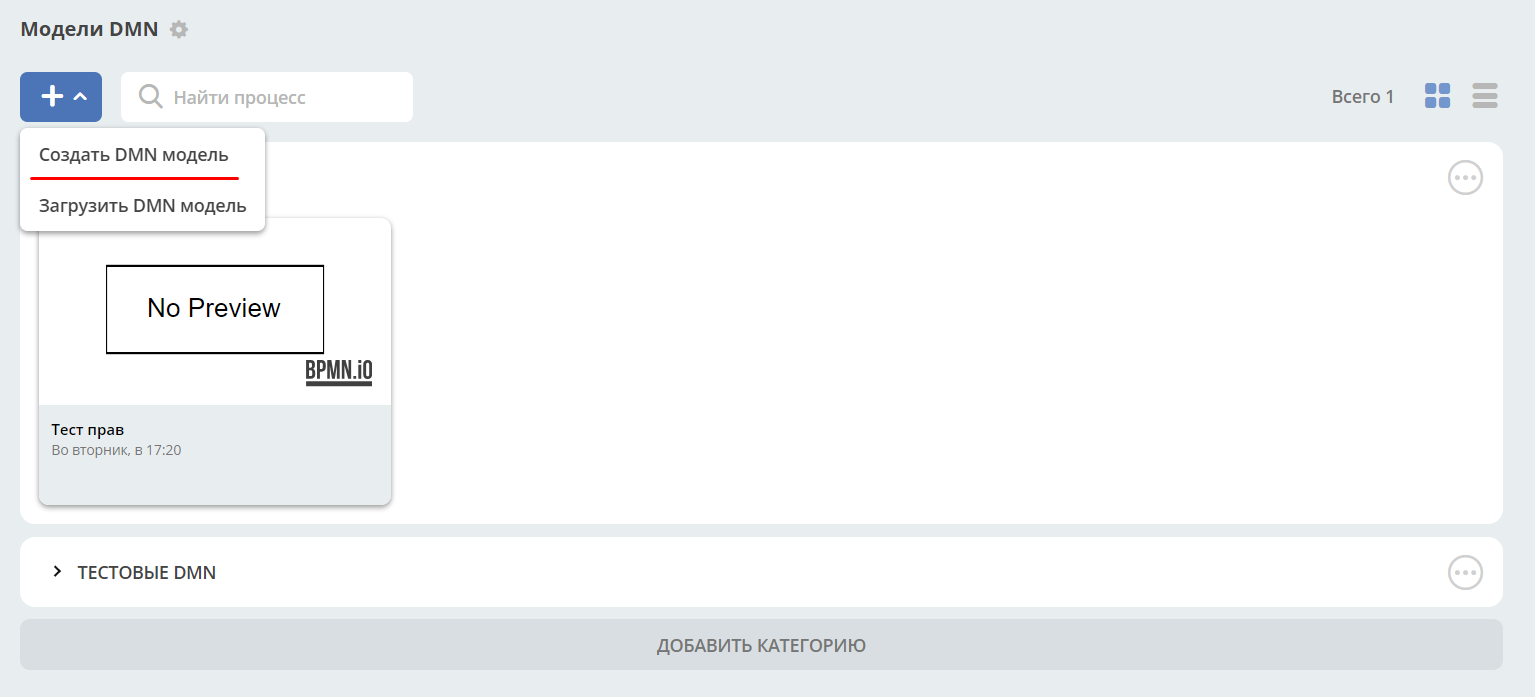 Модели DMN
Найти процесс
Всего 1
Создать DMN модель
Загрузить DMN модель
No Preview
BPMN.iO
Тест прав
Во вторник, в 17:20
ТЕСТОВЫЕ DMN
ДОБАВИТЬ КАТЕГОРИЮ